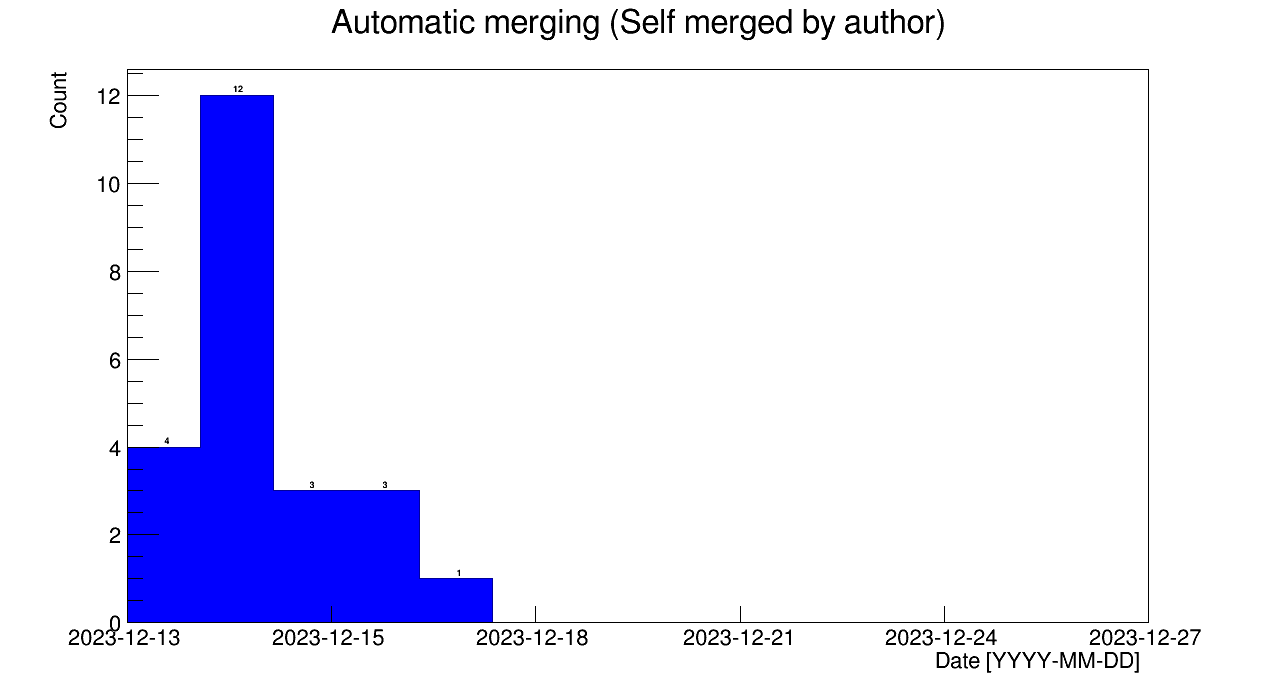 Automatic merging (Self merged by author)
Count
12
12
10
8
6
4
4
3 3
2
1
0
2023-12-13 2023-12-15 2023-12-18 2023-12-21 2023-12-24 2023-12-27
Date [YYYY-MM-DD]